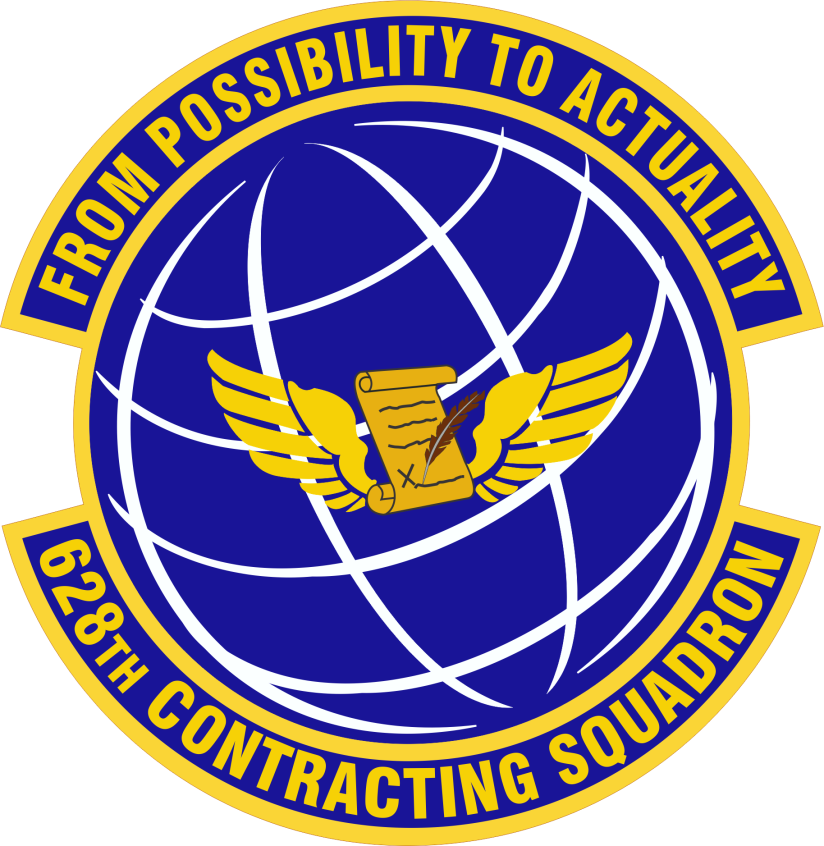 FROM POSSIBILITY TO ACTUALITY
628TH CONTRACTING SQUADRON